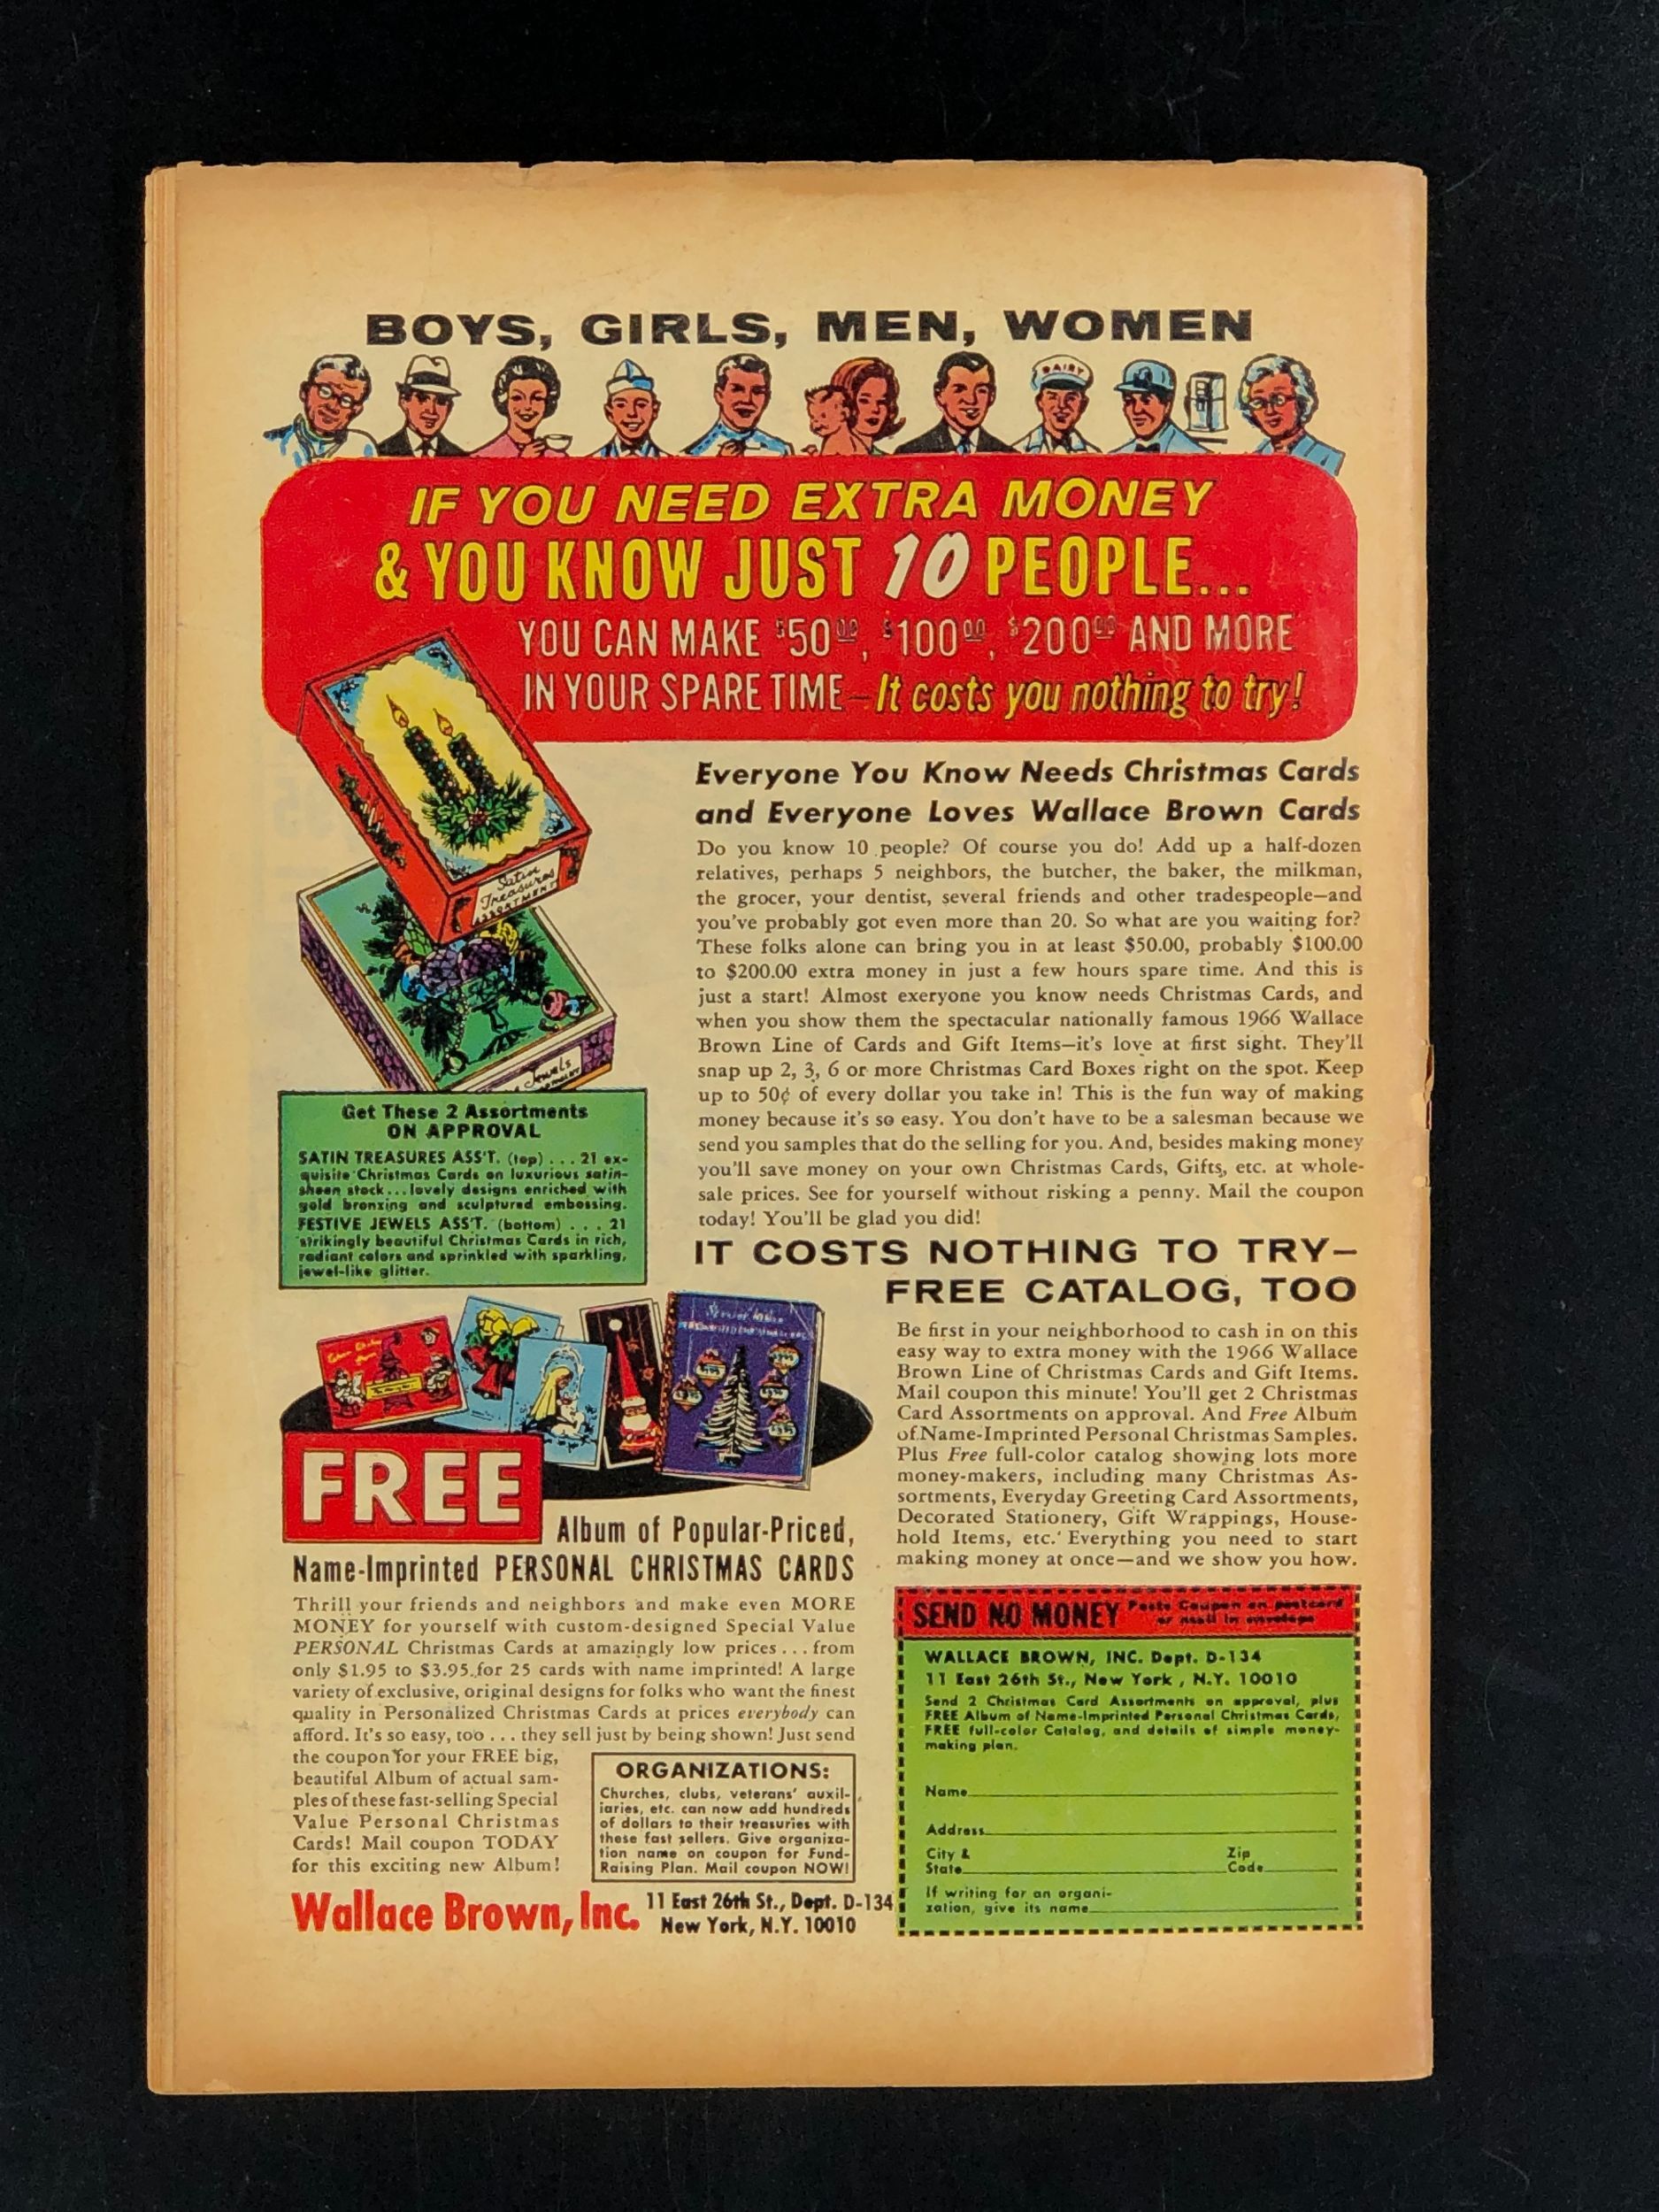 BOYS, GIRLS, MEN, WOMEN
DAIRY
IF YOU NEED EXTRA MONEY
& YOU KNOW JUST 10 PEOPLE...
YOU CAN MAKE $50.00, $100.00, $200.00 AND MORE
IN YOUR SPARE TIME—It costs you nothing to try!
Satin
Treasures
ASSORTMENT
Jewels
Everyone You Know Needs Christmas Cards
and Everyone Loves Wallace Brown Cards
Do you know 10 people? Of course you do! Add up a half-dozen
relatives, perhaps 5 neighbors, the butcher, the baker, the milkman,
the grocer, your dentist, several friends and other tradespeople—and
you've probably got even more than 20. So what are you waiting for?
These folks alone can bring you in at least $50.00, probably $100.00
to $200.00 extra money in just a few hours spare time. And this is
just a start! Almost exeryone you know needs Christmas Cards, and
when you show them the spectacular nationally famous 1966 Wallace
Brown Line of Cards and Gift Items—it's love at first sight. They'll
snap up 2, 3, 6 or more Christmas Card Boxes right on the spot. Keep
up to 50¢ of every dollar you take in! This is the fun way of making
money because it's so easy. You don't have to be a salesman because we
send you samples that do the selling for you. And, besides making money
you'll save money on your own Christmas Cards, Gifts, etc. at whole-
sale prices. See for yourself without risking a penny. Mail the coupon
today! You'll be glad you did!
Get These 2 Assortments
ON APPROVAL
SATIN TREASURES ASS'T. (top) . . . 21 ex-
quisite Christmas Cards on luxurious satin-
sheen stock...lovely designs enriched with
gold bronzing and sculptured embossing.
FESTIVE JEWELS ASS'T. (bottom) . . . 21
strikingly beautiful Christmas Cards in rich,
radiant colors and sprinkled with sparkling,
jewel-like glitter.
IT COSTS NOTHING TO TRY—
FREE CATALOG, TOO
Be first in your neighborhood to cash in on this
easy way to extra money with the 1966 Wallace
Brown Line of Christmas Cards and Gift Items.
Mail coupon this minute! You'll get 2 Christmas
Card Assortments on approval. And Free Album
of Name-Imprinted Personal Christmas Samples.
Plus Free full-color catalog showing lots more
money-makers, including many Christmas As-
sortments, Everyday Greeting Card Assortments,
Decorated Stationery, Gift Wrappings, House-
hold Items, etc. Everything you need to start
making money at once—and we show you how.
FREE
Album of Popular-Priced,
Name-Imprinted PERSONAL CHRISTMAS CARDS
Thrill your friends and neighbors and make even MORE
MONEY for yourself with custom-designed Special Value
PERSONAL Christmas Cards at amazingly low prices . . . from
only $1.95 to $3.95 for 25 cards with name imprinted! A large
variety of exclusive, original designs for folks who want the finest
quality in Personalized Christmas Cards at prices everybody can
afford. It's so easy, too . . . they sell just by being shown! Just send
the coupon for your FREE big,
beautiful Album of actual sam-
ples of these fast-selling Special
Value Personal Christmas
Cards! Mail coupon TODAY
for this exciting new Album!
ORGANIZATIONS:
Churches, clubs, veterans' auxil-
iaries, etc. can now add hundreds
of dollars to their treasuries with
these fast sellers. Give organiza-
tion name on coupon for Fund-
Raising Plan. Mail coupon NOW!
Wallace Brown, Inc. 11 East 26th St., Dept. D-134
New York, N.Y. 10010
SEND NO MONEY Paste Coupon on postcard
or mail in envelope
WALLACE BROWN, INC. Dept. D-134
11 East 26th St., New York , N.Y. 10010
Send 2 Christmas Card Assortments on approval, plus
FREE Album of Name-Imprinted Personal Christmas Cards,
FREE full-color Catalog, and details of simple money-
making plan.
Name
Address
City & State Zip Code
If writing for an organi-
zation, give its name